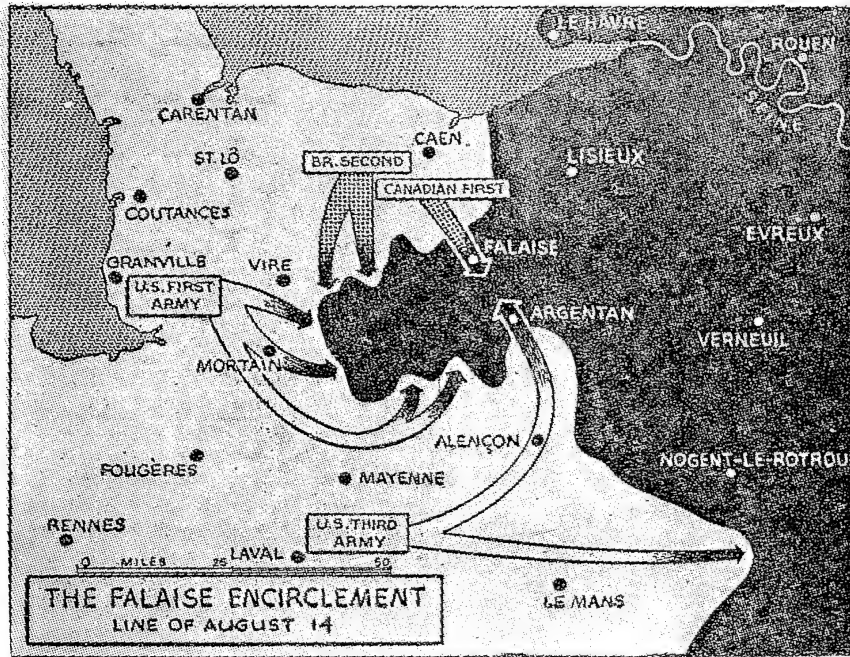 LE HAVRE
ROUEN
SEINE
CARENTAN
CAEN
ST. LÔ
BR. SECOND
LISIEUX
CANADIAN FIRST
COUTANCES
EVREUX
FALAISE
GRANVILLE
VIRE
U.S. FIRST
ARMY
ARGENTAN
VERNEUIL
MORTAIN
ALENÇON
FOUGÈRES
NOGENT-LE-ROTROU
MAYENNE
RENNES
U.S. THIRD
ARMY
LAVAL
0 MILES 25 50
THE FALAISE ENCIRCLEMENT
LINE OF AUGUST 14
LE MANS